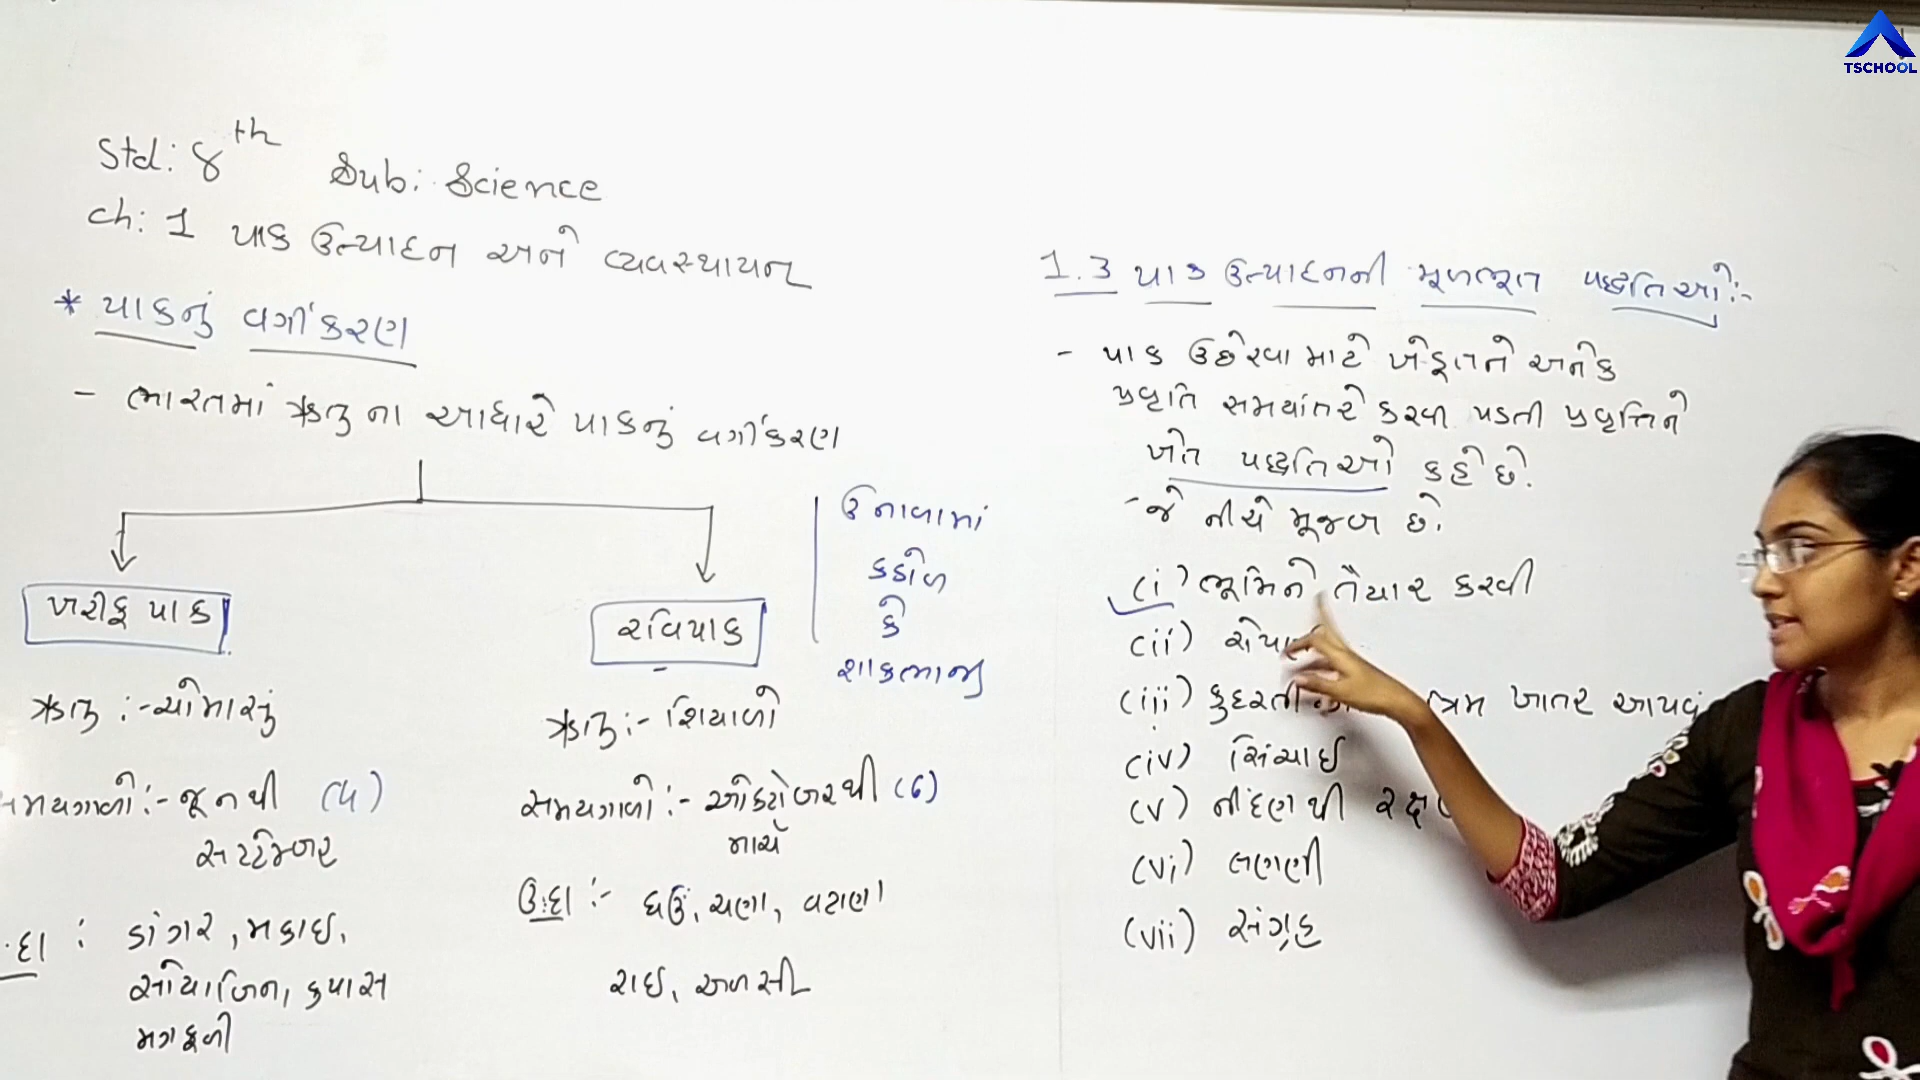 TSCHOOL
Std: 8th Sub: Science
Ch: 1 પાક ઉત્પાદન અને વ્યવસ્થાપન
* પાકનું વર્ગીકરણ
- ભારતમાં ઋતુ ના આધારે પાકનું વર્ગીકરણ
ખરીફ પાક
ઋતુ :- ચોમાસું
સમયગાળો :- જૂનથી (4)
સપ્ટેમ્બર
.દા : ડાંગર, મકાઇ,
સોયાબિન, કપાસ
મગફળી
રવિપાક
ઋતુ :- શિયાળો
સમયગાળો :- ઓક્ટોબરથી (6)
માર્ચ
ઉ.દા :- ઘઉં, ચણા, વટાણા
રાઇ, અળસી
ઉનાળામાં
કઠોળ
કે
શાકભાજી
1.3 પાક ઉત્પાદનની મૂળભૂત પદ્ધતિઓ :-
- પાક ઉછેરવા માટે ખેડૂતને અનેક
પ્રવૃતિ સમયાંતરે કરવી પડતી પ્રવૃત્તિને
ખેત પદ્ધતિઓ કહે છે.
- જે નીચે મૂજબ છે.
(i) ભૂમિને તૈયાર કરવી
(ii)
(iii) કુદરતી ખાતર આપવું
(iv) સિંચાઇ
(v) નીંદણથી
(vi) લણણી
(vii) સંગ્રહ